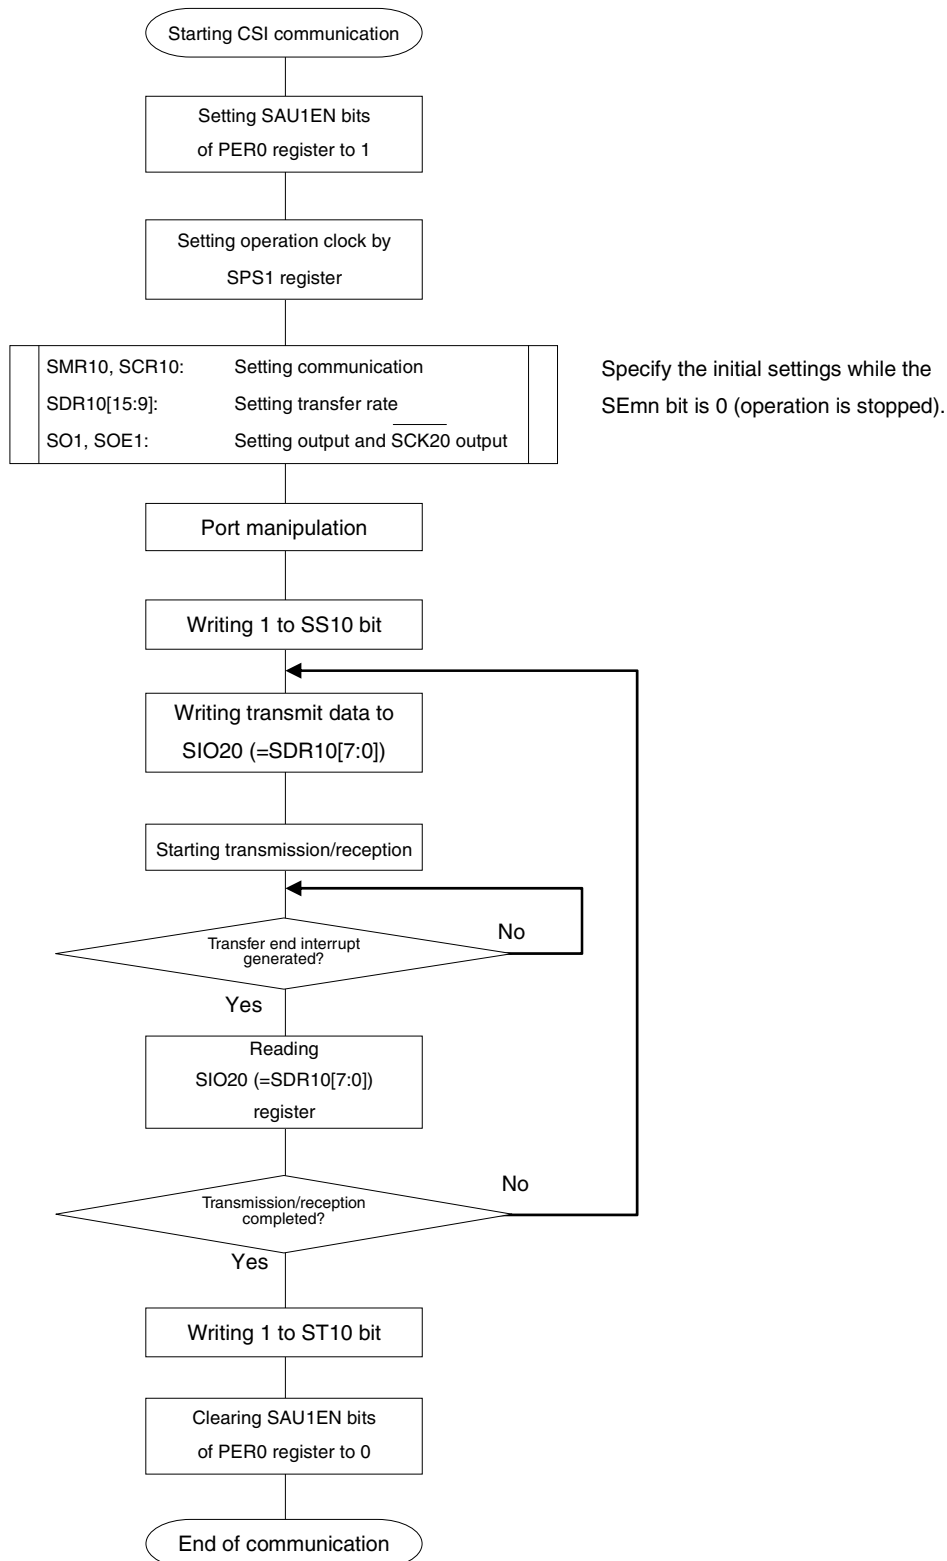 Starting CSI communication
Setting SAU1EN bits
of PER0 register to 1
Setting operation clock by
SPS1 register
SMR10, SCR10: Setting communication
SDR10[15:9]: Setting transfer rate
SO1, SOE1: Setting output and S̅C̅K̅2̅0̅ output
Specify the initial settings while the
SEmn bit is 0 (operation is stopped).
Port manipulation
Writing 1 to SS10 bit
Writing transmit data to
SIO20 (=SDR10[7:0])
Starting transmission/reception
Transfer end interrupt
generated?
No
Yes
Reading
SIO20 (=SDR10[7:0])
register
Transmission/reception
completed?
No
Yes
Writing 1 to ST10 bit
Clearing SAU1EN bits
of PER0 register to 0
End of communication